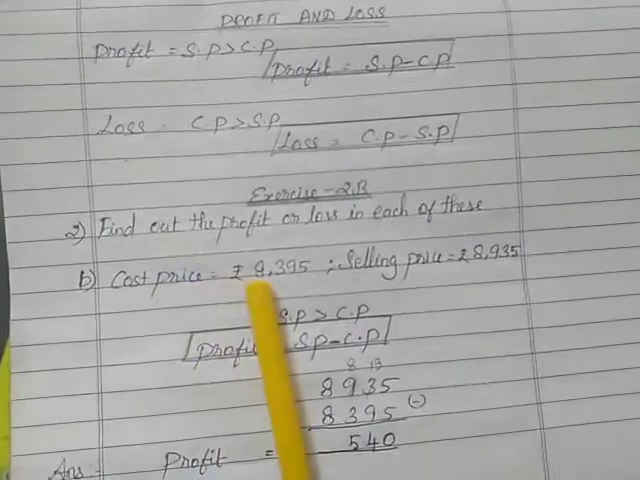 PROFIT AND LOSS
Profit = S.P > C.P
Profit = S.P - C.P
Loss C P > S.P
Loss = C.P - S.P
Exercise - 2B
2) Find out the profit or loss in each of these
b) Cost price = ₹ 8,395 ; Selling price = ₹ 8,935
S.P > C.P
Profit S.P - C.P
8 13
8935
8395 (-)
540
Ans: Profit =